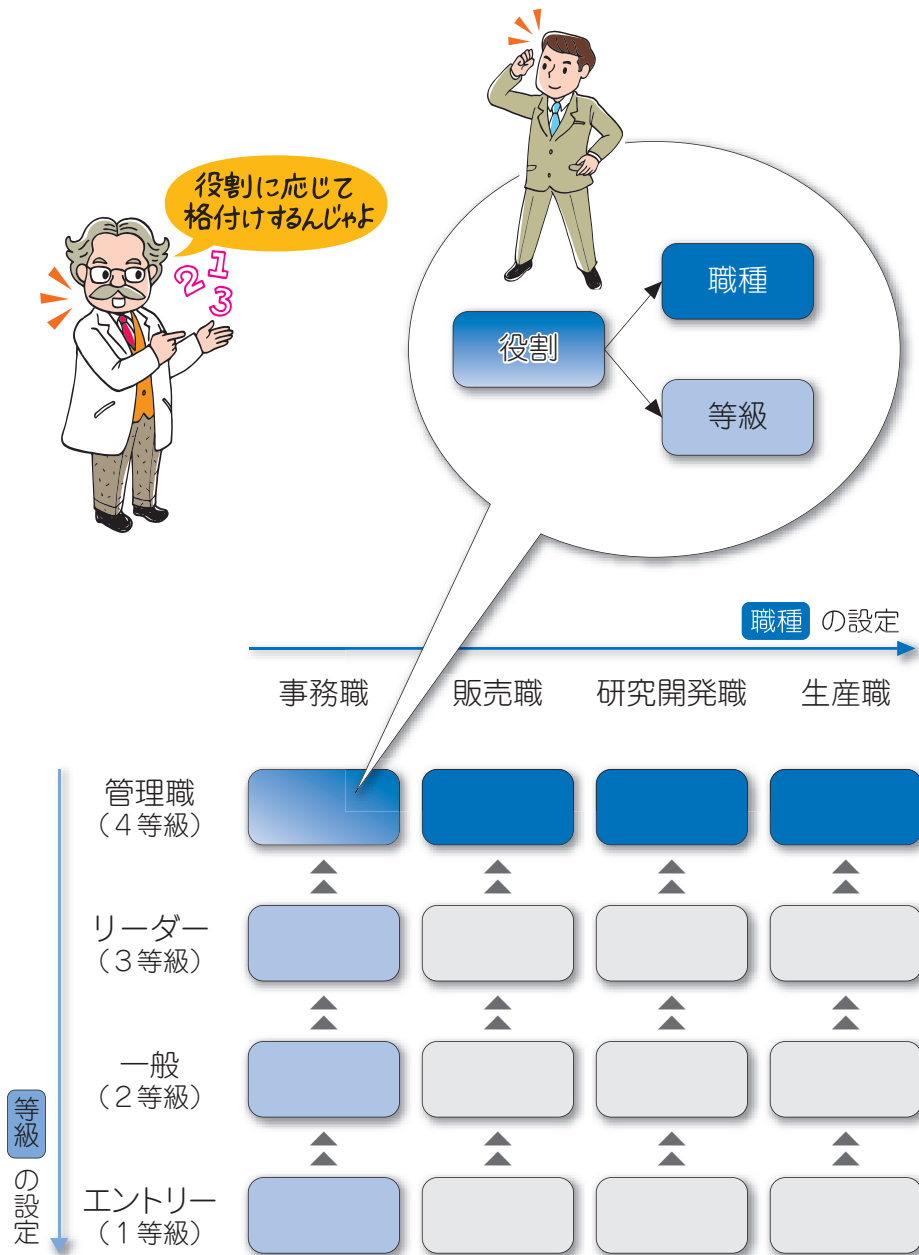 役割に応じて
格付けするんじゃよ
1
2
3
職種
役割
等級
職種 の設定
事務職
販売職
研究開発職
生産職
管理職
(4等級)
リーダー
(3等級)
一般
(2等級)
エントリー
(1等級)
等級の設定